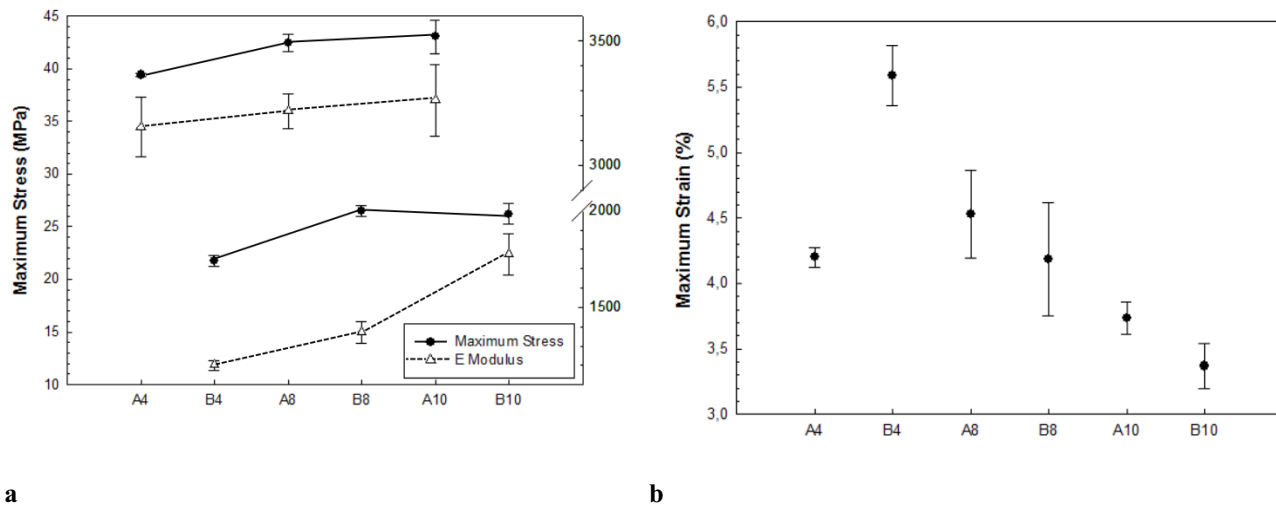 45
40
35
30
25
20
15
10
Maximum Stress (MPa)
3500
3000
2000
1500
Maximum Stress
E Modulus
A4 B4 A8 B8 A10 B10
a
6,0
5,5
5,0
4,5
4,0
3,5
3,0
Maximum Strain (%)
A4 B4 A8 B8 A10 B10
b